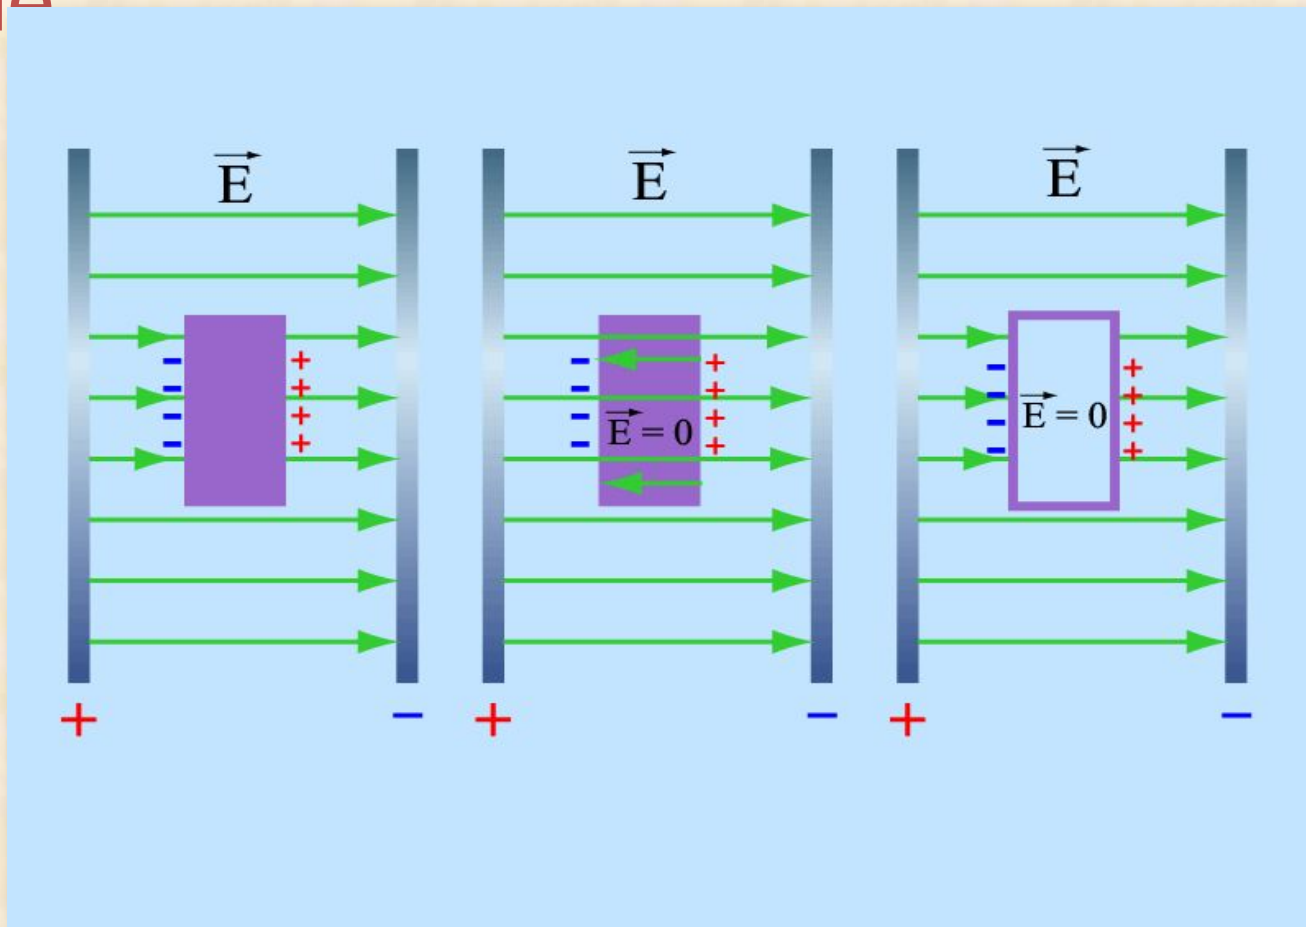 E E E
- + - + - +
- + - + - +
- + E = 0 - + E = 0 - +
- + - + - +
+ - + - + -